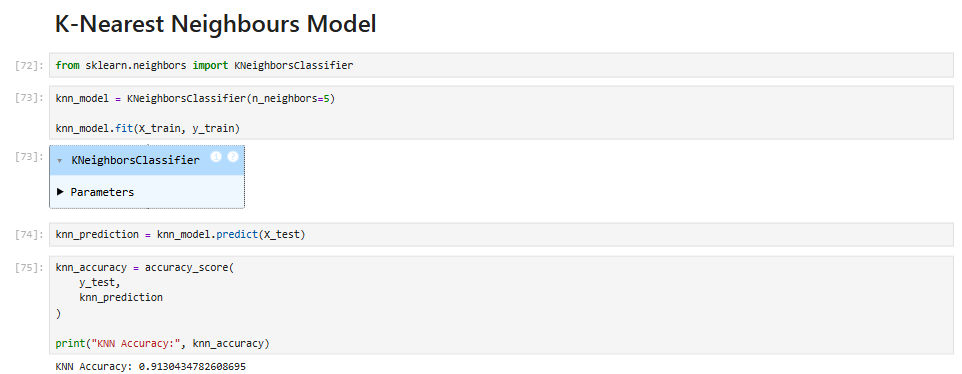 K-Nearest Neighbours Model
[72]: from sklearn.neighbors import KNeighborsClassifier
[73]: knn_model = KNeighborsClassifier(n_neighbors=5)
knn_model.fit(X_train, y_train)
[73]: ▾ KNeighborsClassifier i ?
▶ Parameters
[74]: knn_prediction = knn_model.predict(X_test)
[75]: knn_accuracy = accuracy_score(
    y_test,
    knn_prediction
)
print("KNN Accuracy:", knn_accuracy)
KNN Accuracy: 0.9130434782608695